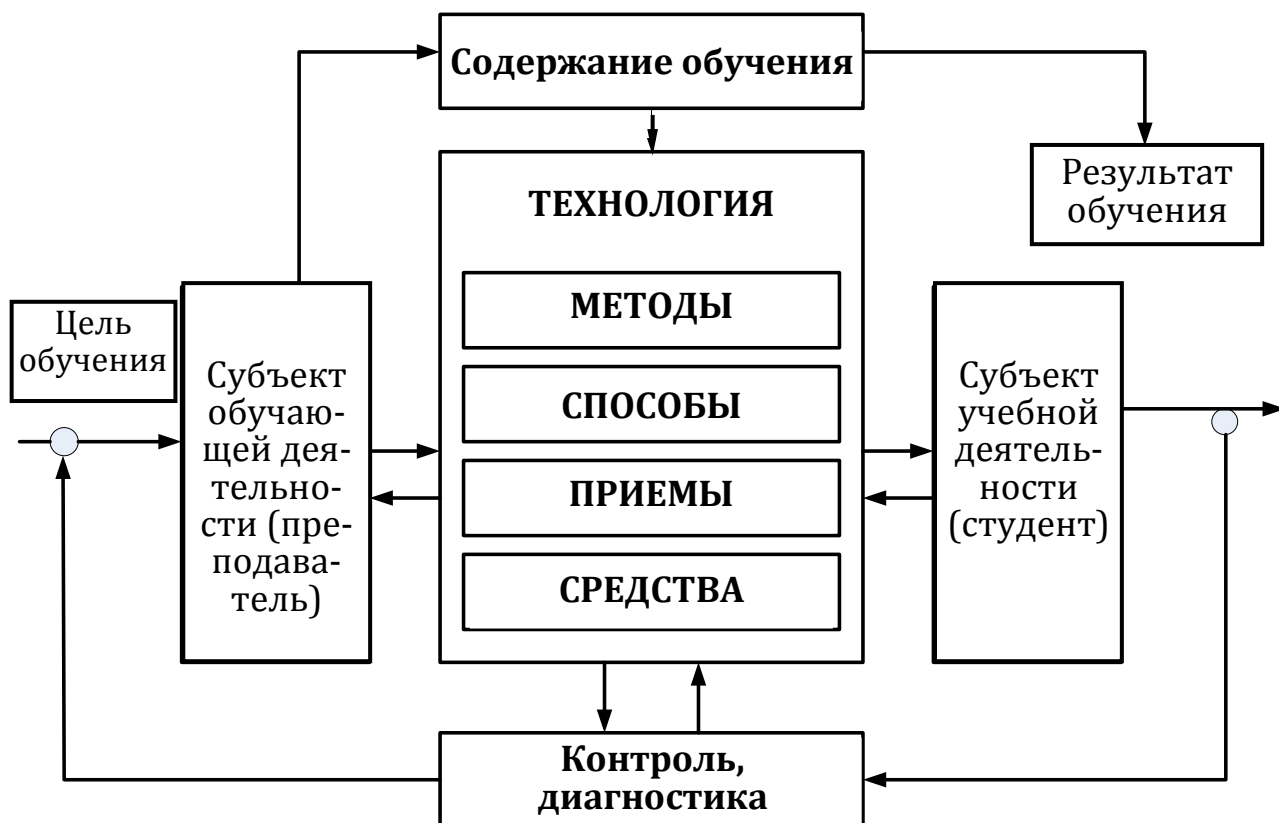 Содержание обучения
Результат
обучения
ТЕХНОЛОГИЯ
МЕТОДЫ
СПОСОБЫ
ПРИЕМЫ
СРЕДСТВА
Цель
обучения
Субъект
обучаю-
щей дея-
тельно-
сти (пре-
подава-
тель)
Субъект
учебной
деятель-
ности
(студент)
Контроль,
диагностика